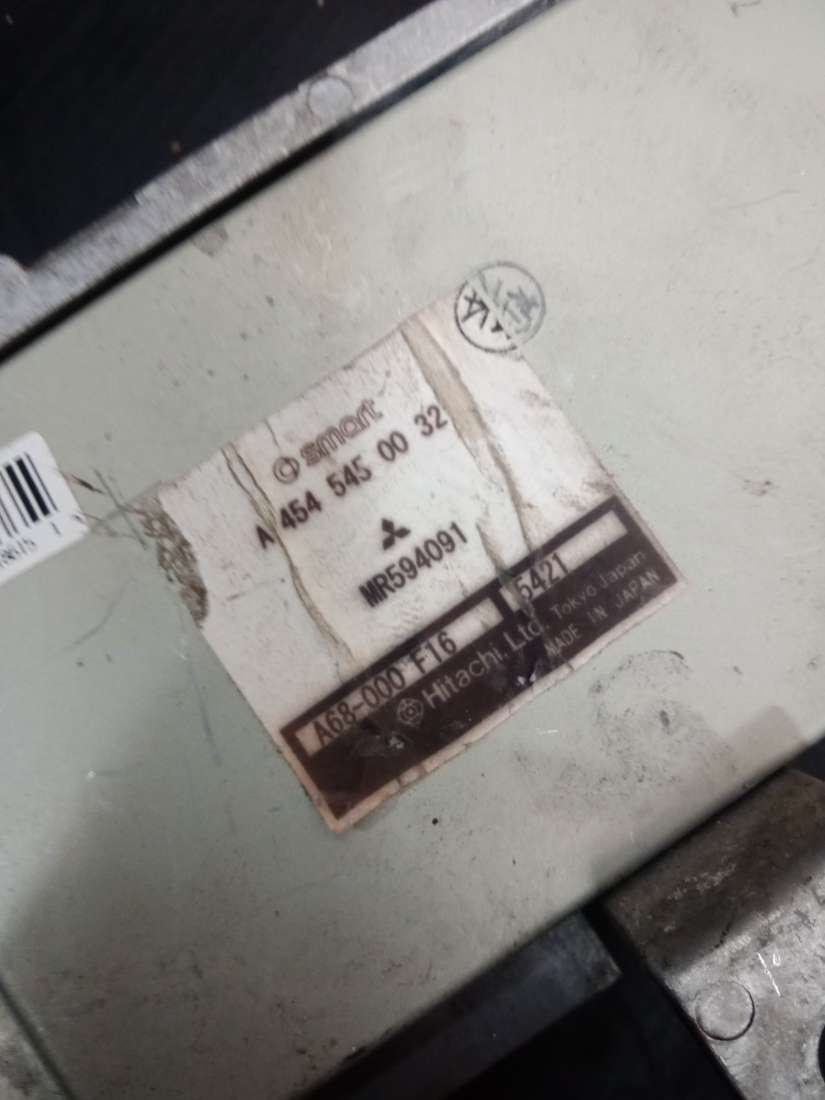 smart
A 454 545 00 32
MR594091
A68-000 F16 5421
Hitachi, Ltd. Tokyo Japan
MADE IN JAPAN